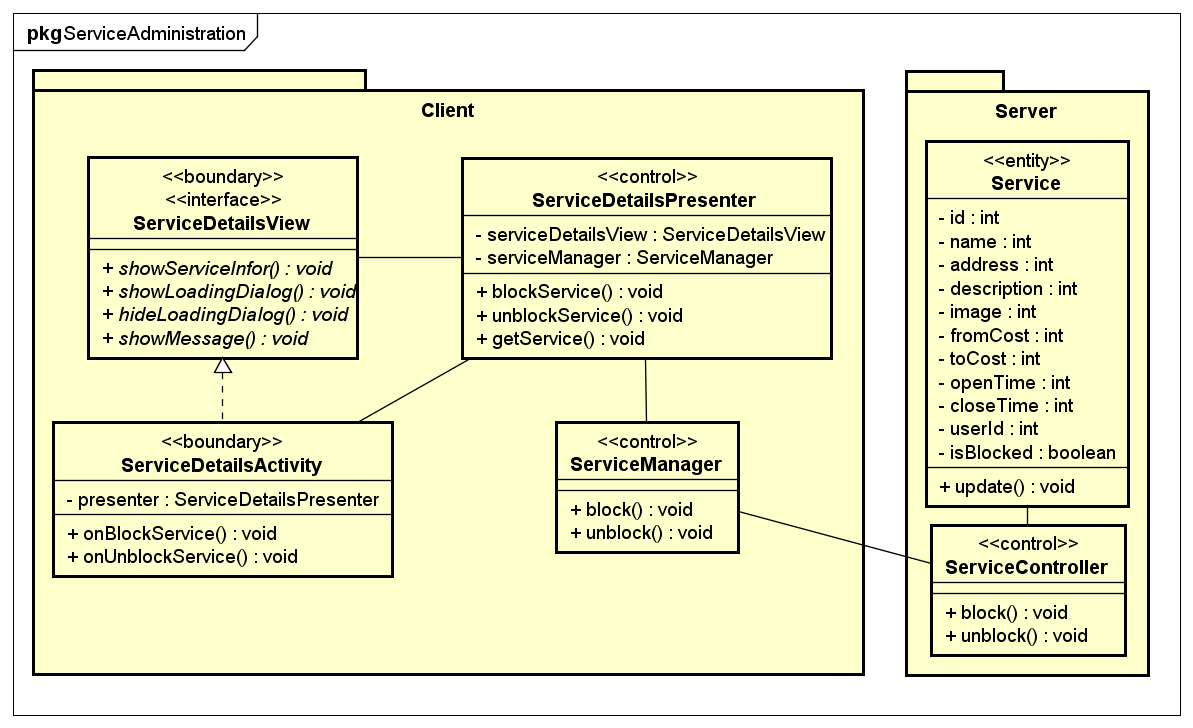 pkg ServiceAdministration
Client
<<boundary>>
<<interface>>
ServiceDetailsView
+ showServiceInfor() : void
+ showLoadingDialog() : void
+ hideLoadingDialog() : void
+ showMessage() : void
<<control>>
ServiceDetailsPresenter
- serviceDetailsView : ServiceDetailsView
- serviceManager : ServiceManager
+ blockService() : void
+ unblockService() : void
+ getService() : void
<<boundary>>
ServiceDetailsActivity
- presenter : ServiceDetailsPresenter
+ onBlockService() : void
+ onUnblockService() : void
<<control>>
ServiceManager
+ block() : void
+ unblock() : void
Server
<<entity>>
Service
- id : int
- name : int
- address : int
- description : int
- image : int
- fromCost : int
- toCost : int
- openTime : int
- closeTime : int
- userId : int
- isBlocked : boolean
+ update() : void
<<control>>
ServiceController
+ block() : void
+ unblock() : void